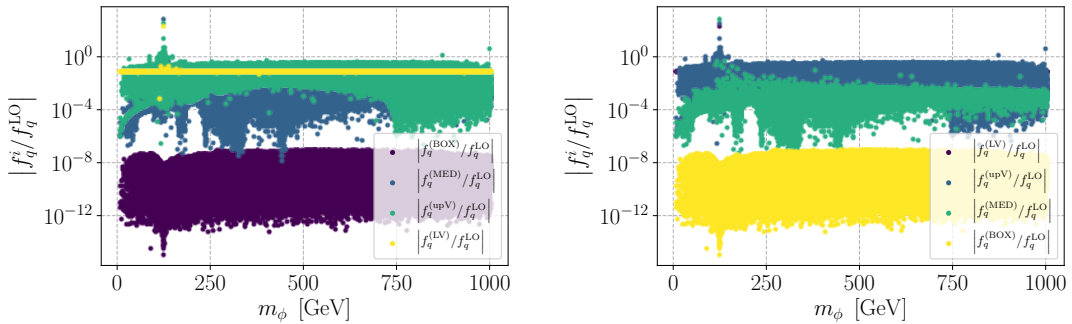 |f_q^i/f_q^LO|
10^0
10^−4
10^−8
10^−12
|f_q^(BOX)/f_q^LO|
|f_q^(MED)/f_q^LO|
|f_q^(upV)/f_q^LO|
|f_q^(LV)/f_q^LO|
0 250 500 750 1000
m_ϕ [GeV]
|f_q^i/f_q^LO|
10^0
10^−4
10^−8
10^−12
|f_q^(LV)/f_q^LO|
|f_q^(upV)/f_q^LO|
|f_q^(MED)/f_q^LO|
|f_q^(BOX)/f_q^LO|
0 250 500 750 1000
m_ϕ [GeV]